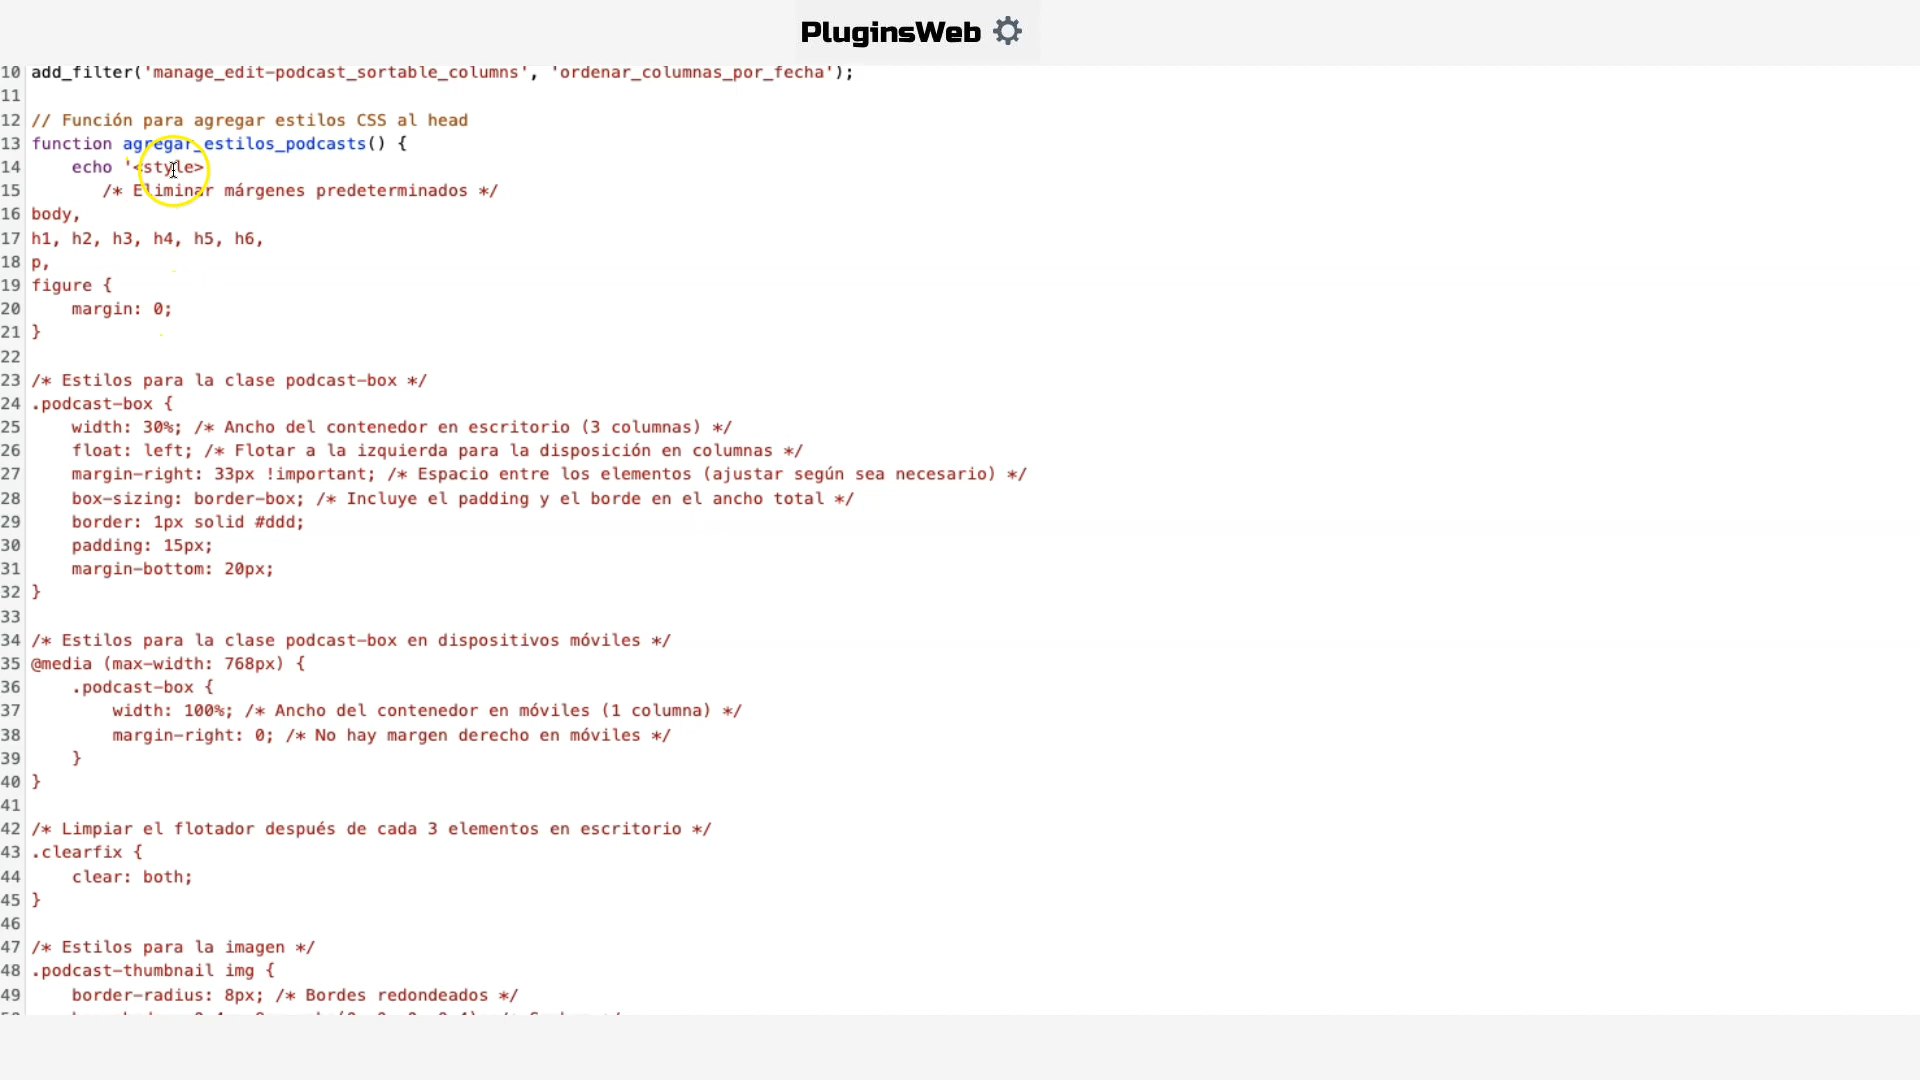 PluginsWeb
10 add_filter('manage_edit-podcast_sortable_columns', 'ordenar_columnas_por_fecha');
11
12 // Función para agregar estilos CSS al head
13 function agregar_estilos_podcasts() {
14     echo '<style>
15        /* Eliminar márgenes predeterminados */
16 body,
17 h1, h2, h3, h4, h5, h6,
18 p,
19 figure {
20     margin: 0;
21 }
22
23 /* Estilos para la clase podcast-box */
24 .podcast-box {
25     width: 30%; /* Ancho del contenedor en escritorio (3 columnas) */
26     float: left; /* Flotar a la izquierda para la disposición en columnas */
27     margin-right: 33px !important; /* Espacio entre los elementos (ajustar según sea necesario) */
28     box-sizing: border-box; /* Incluye el padding y el borde en el ancho total */
29     border: 1px solid #ddd;
30     padding: 15px;
31     margin-bottom: 20px;
32 }
33
34 /* Estilos para la clase podcast-box en dispositivos móviles */
35 @media (max-width: 768px) {
36     .podcast-box {
37         width: 100%; /* Ancho del contenedor en móviles (1 columna) */
38         margin-right: 0; /* No hay margen derecho en móviles */
39     }
40 }
41
42 /* Limpiar el flotador después de cada 3 elementos en escritorio */
43 .clearfix {
44     clear: both;
45 }
46
47 /* Estilos para la imagen */
48 .podcast-thumbnail img {
49     border-radius: 8px; /* Bordes redondeados */